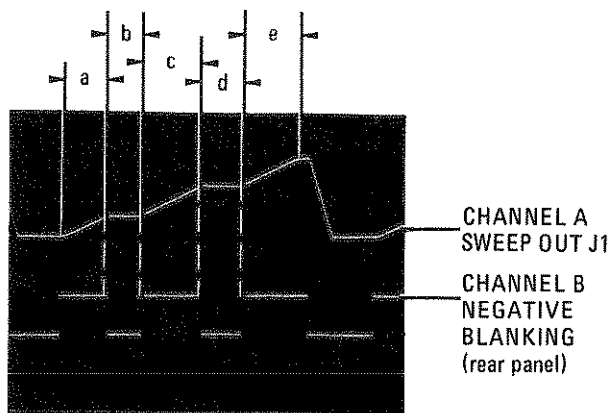 b
e
c
a
d
CHANNEL A
SWEEP OUT J1
CHANNEL B
NEGATIVE
BLANKING
(rear panel)